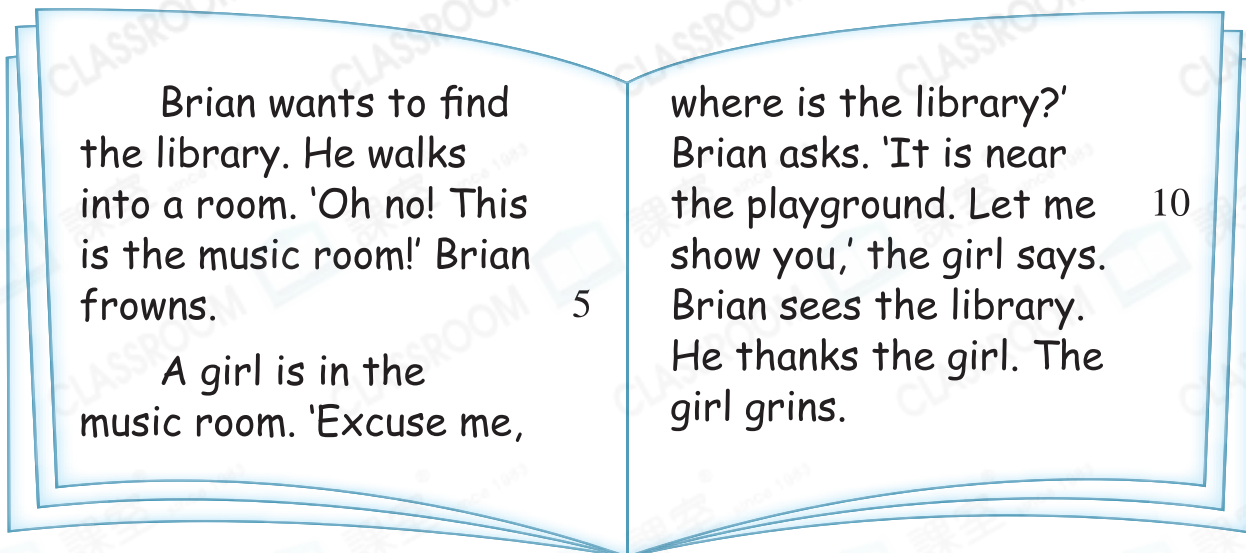 Brian wants to find
the library. He walks
into a room. ‘Oh no! This
is the music room!’ Brian
frowns. 5
A girl is in the
music room. ‘Excuse me,
where is the library?’
Brian asks. ‘It is near
the playground. Let me 10
show you,’ the girl says.
Brian sees the library.
He thanks the girl. The
girl grins.